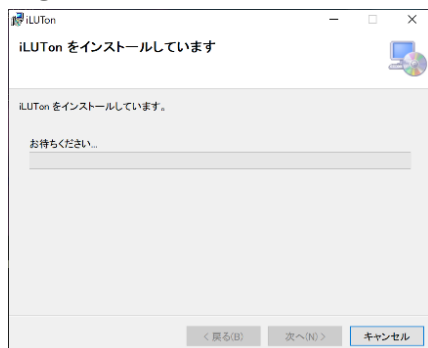 iLUTon
iLUTon をインストールしています
iLUTon をインストールしています。
お待ちください...
< 戻る(B)
次へ(N) >
キャンセル